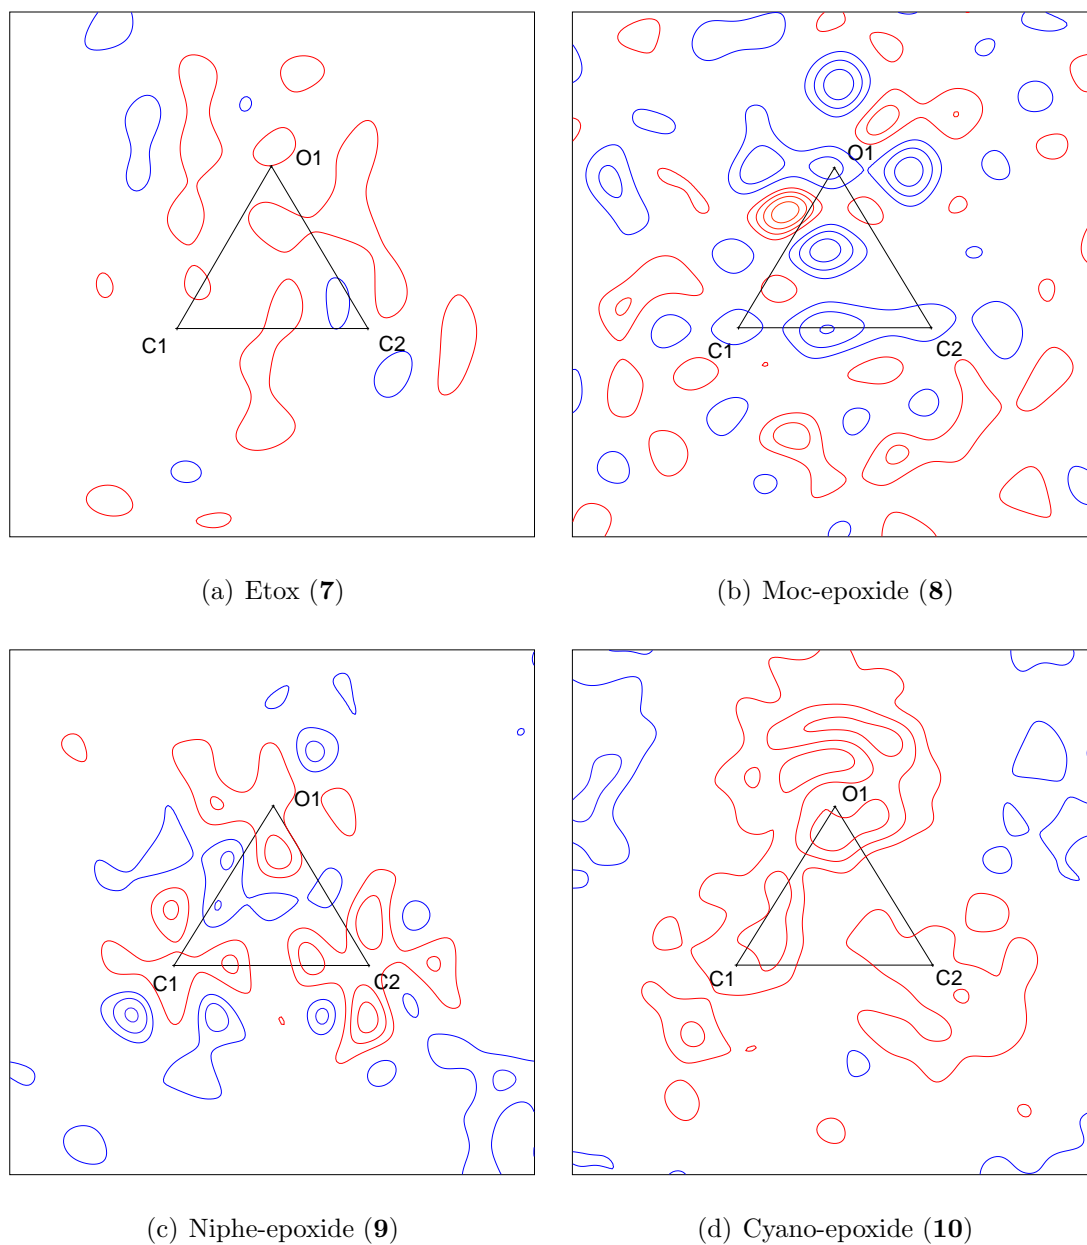 O1
C1
C2
(a) Etox (7)
O1
C1
C2
(b) Moc-epoxide (8)
O1
C1
C2
(c) Niphe-epoxide (9)
O1
C1
C2
(d) Cyano-epoxide (10)